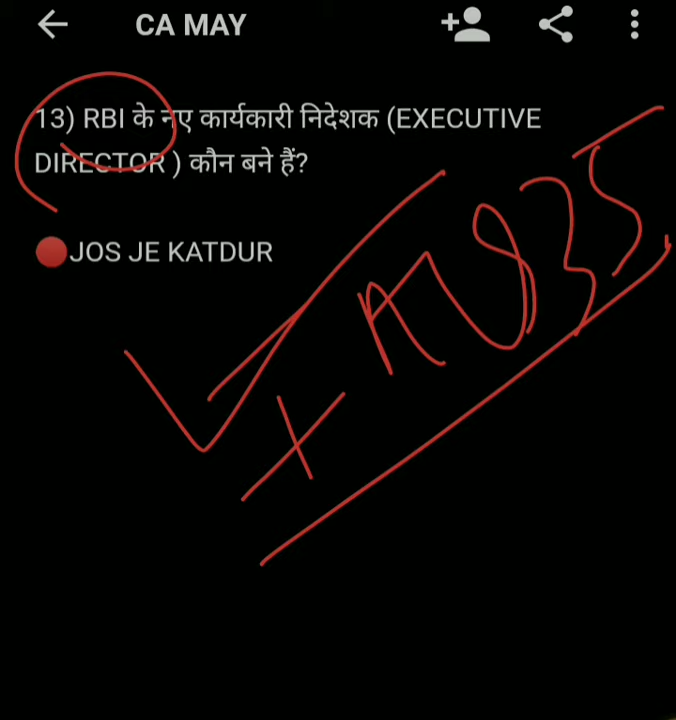 CA MAY
13) RBI के नए कार्यकारी निदेशक (EXECUTIVE
DIRECTOR ) कौन बने हैं?
JOS JE KATDUR